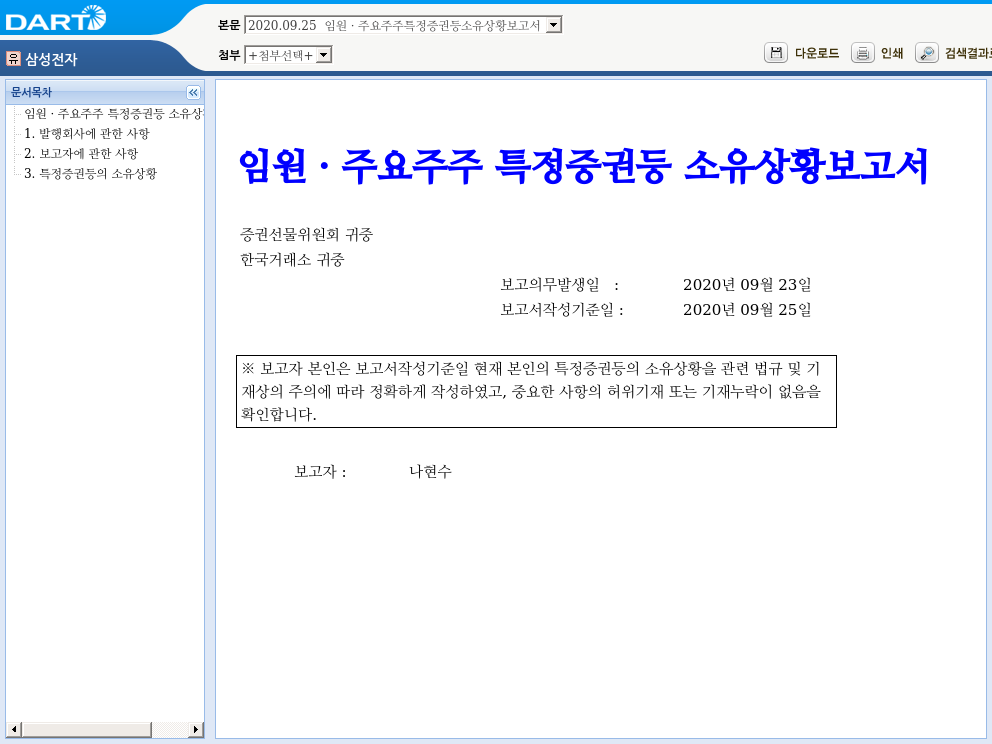 DART
본문 2020.09.25 임원ㆍ주요주주특정증권등소유상황보고서
첨부 +첨부선택+
다운로드 인쇄
유 삼성전자
문서목차
임원ㆍ주요주주 특정증권등 소유상
1. 발행회사에 관한 사항
2. 보고자에 관한 사항
3. 특정증권등의 소유상황
임원ㆍ주요주주 특정증권등 소유상황보고서
증권선물위원회 귀중
한국거래소 귀중
보고의무발생일 : 2020년 09월 23일
보고서작성기준일 : 2020년 09월 25일
※ 보고자 본인은 보고서작성기준일 현재 본인의 특정증권등의 소유상황을 관련 법규 및 기
재상의 주의에 따라 정확하게 작성하였고, 중요한 사항의 허위기재 또는 기재누락이 없음을
확인합니다.
보고자 : 나현수